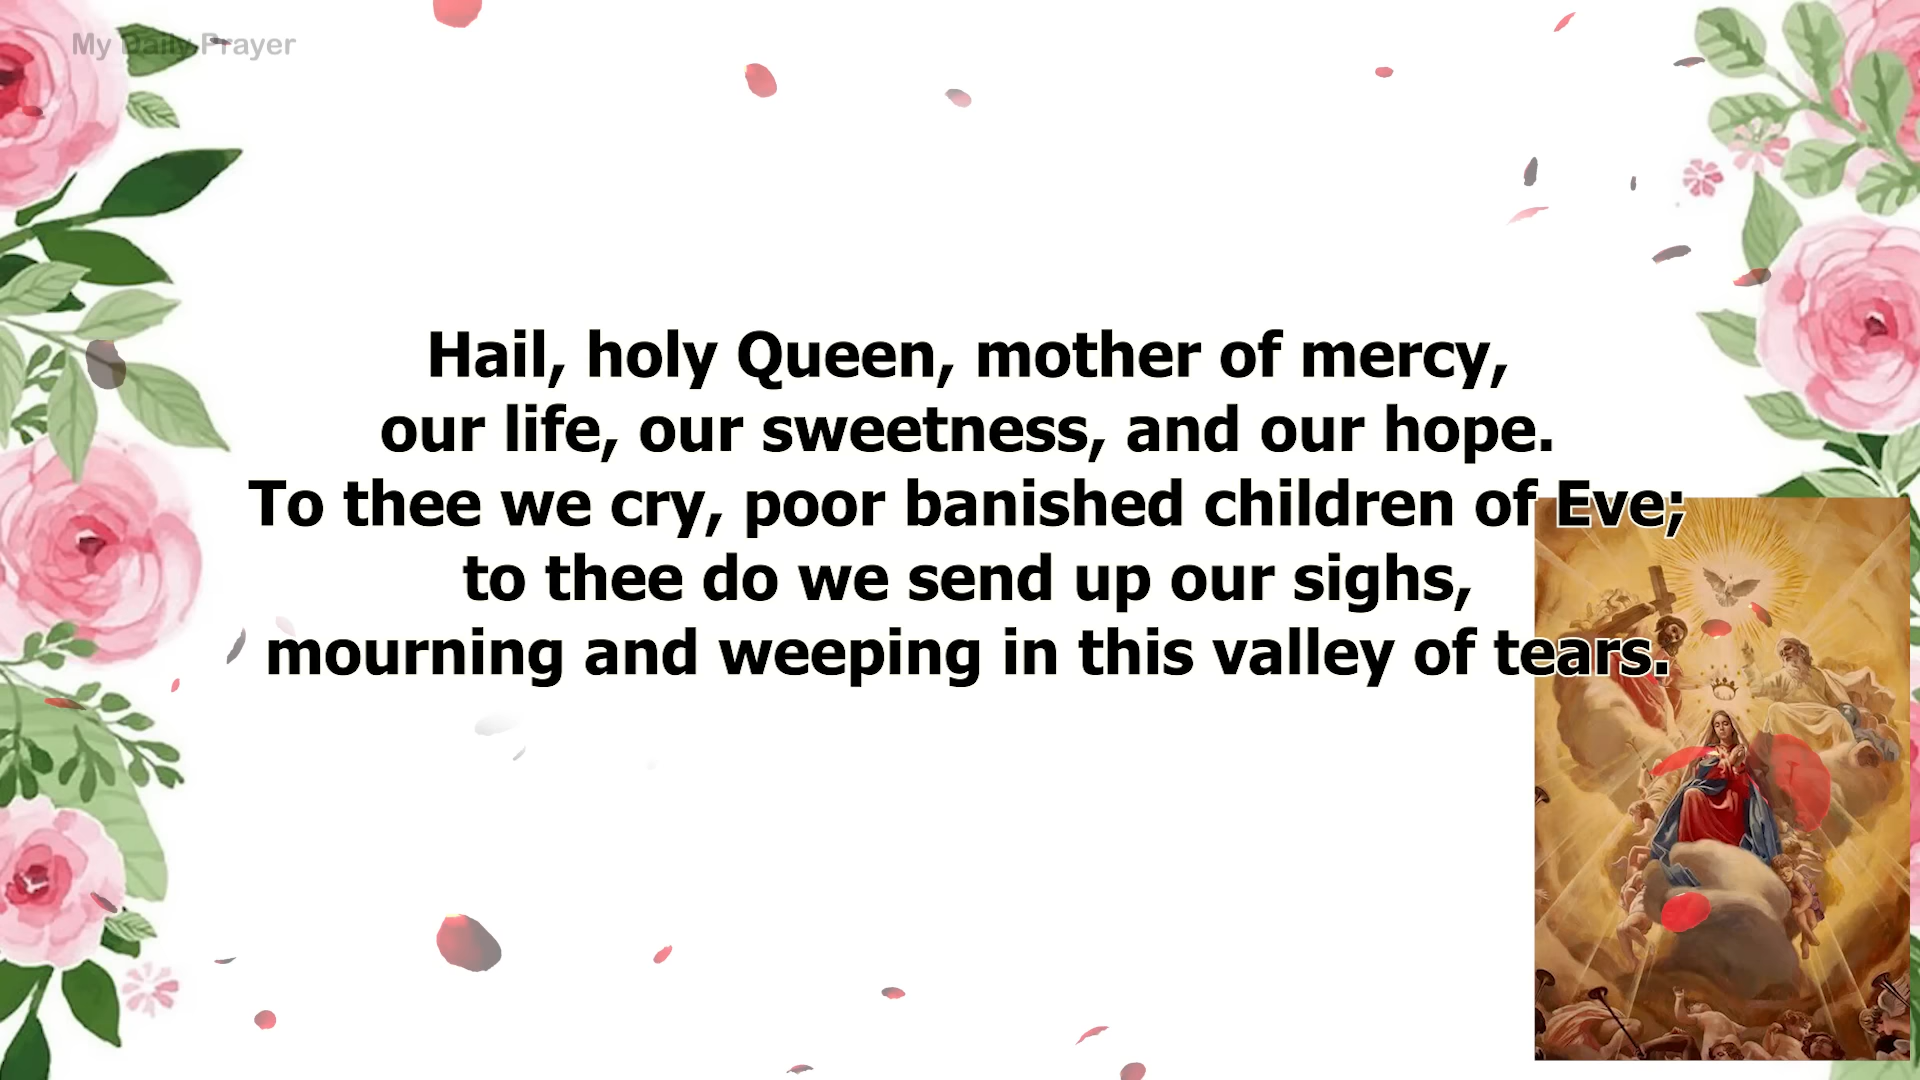 My Daily Prayer
Hail, holy Queen, mother of mercy,
our life, our sweetness, and our hope.
To thee we cry, poor banished children of Eve;
to thee do we send up our sighs,
mourning and weeping in this valley of tears.